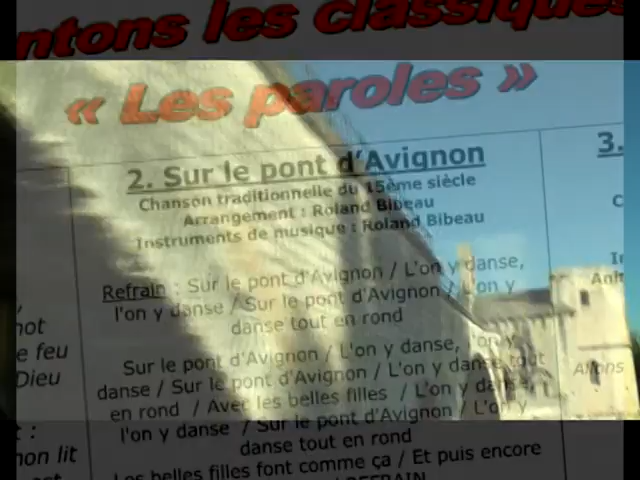 ntons les classiques
« Les paroles »
2. Sur le pont d'Avignon
Chanson traditionnelle du 15ème siècle
Arrangement : Roland Bibeau
Instruments de musique : Roland Bibeau
Refrain : Sur le pont d'Avignon / L'on y danse,
l'on y danse / Sur le pont d'Avignon / L'on y
danse tout en rond
Sur le pont d'Avignon / L'on y danse, l'on y
danse / Sur le pont d'Avignon / L'on y danse tout
en rond / Avec les belles filles / L'on y danse,
l'on y danse / Sur le pont d'Avignon / L'on y
danse tout en rond
Les belles filles font comme ça / Et puis encore
REFRAIN
not
e feu
Dieu
:
mon lit
3.
Allons